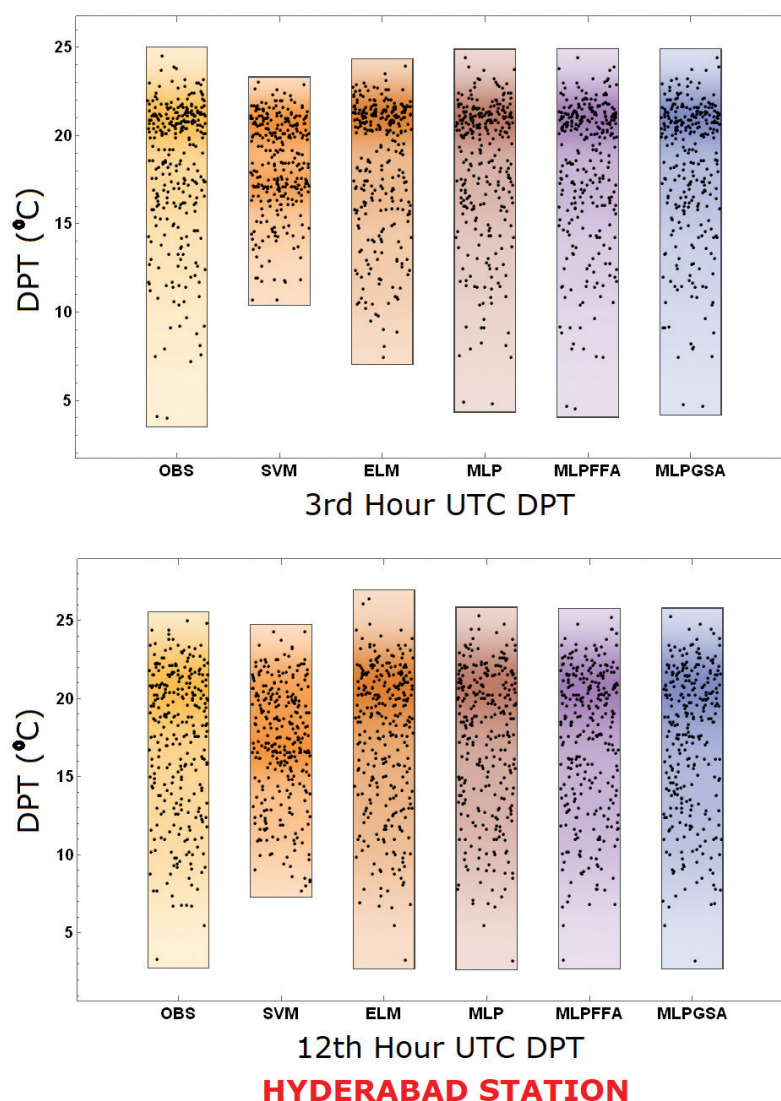 25
20
15
10
5
DPT (°C)
OBS SVM ELM MLP MLPFFA MLPGSA
3rd Hour UTC DPT
25
20
15
10
5
DPT (°C)
OBS SVM ELM MLP MLPFFA MLPGSA
12th Hour UTC DPT
HYDERABAD STATION